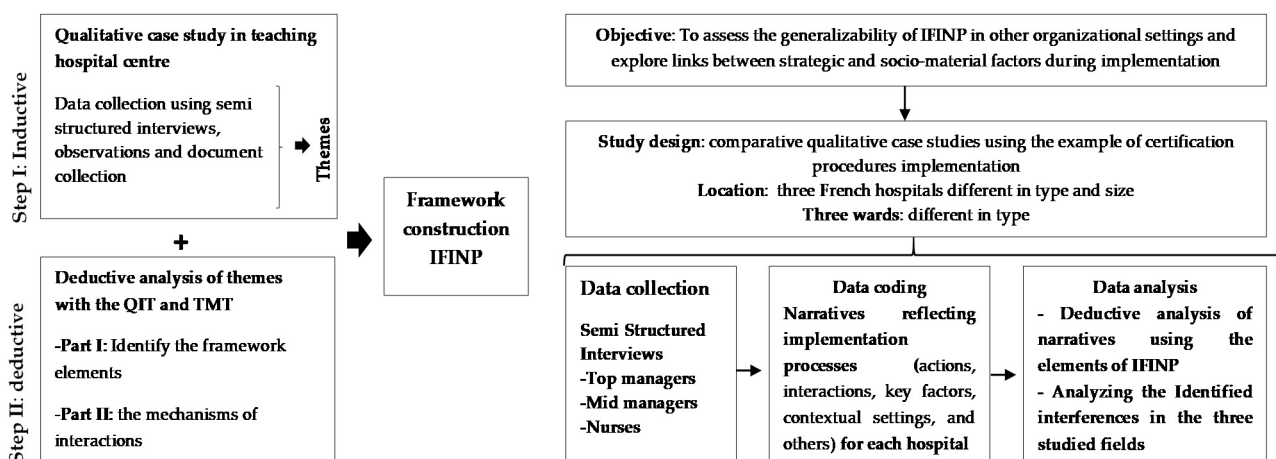 Step I: Inductive
Qualitative case study in teaching
hospital centre
Data collection using semi
structured interviews,
observations and document
collection
Themes
+
Step II: deductive
Deductive analysis of themes
with the QIT and TMT
-Part I: Identify the framework
elements
-Part II: the mechanisms of
interactions
Framework
construction
IFINP
Objective: To assess the generalizability of IFINP in other organizational settings and
explore links between strategic and socio-material factors during implementation
Study design: comparative qualitative case studies using the example of certification
procedures implementation
Location: three French hospitals different in type and size
Three wards: different in type
Data collection
Semi Structured
Interviews
-Top managers
-Mid managers
-Nurses
Data coding
Narratives reflecting
implementation
processes (actions,
interactions, key factors,
contextual settings, and
others) for each hospital
Data analysis
- Deductive analysis of
narratives using the
elements of IFINP
- Analyzing the Identified
interferences in the three
studied fields